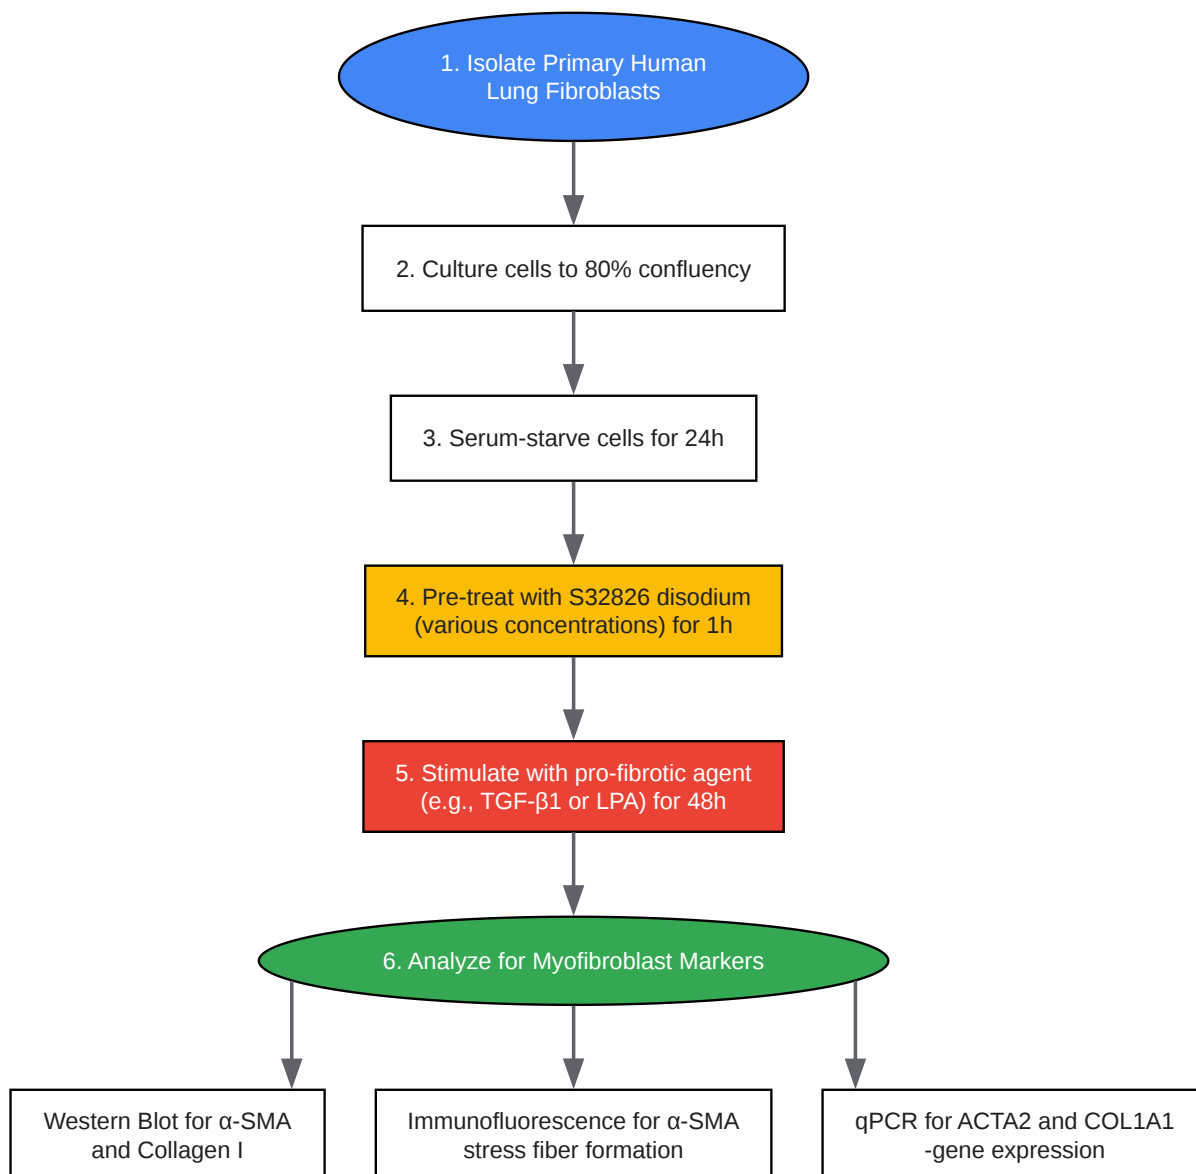 1. Isolate Primary Human
Lung Fibroblasts
2. Culture cells to 80% confluency
3. Serum-starve cells for 24h
4. Pre-treat with S32826 disodium
(various concentrations) for 1h
5. Stimulate with pro-fibrotic agent
(e.g., TGF-β1 or LPA) for 48h
6. Analyze for Myofibroblast Markers
Western Blot for α-SMA
and Collagen I
Immunofluorescence for α-SMA
stress fiber formation
qPCR for ACTA2 and COL1A1
-gene expression